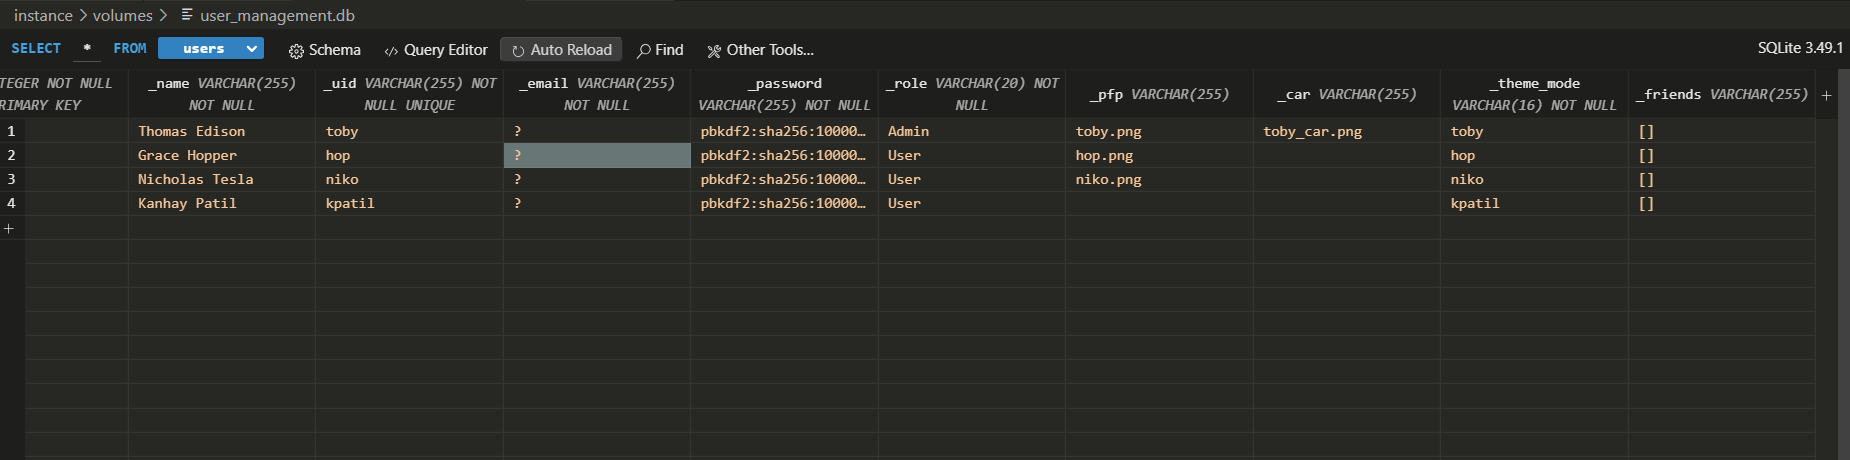 instance > volumes > user_management.db
SELECT * FROM users Schema Query Editor Auto Reload Find Other Tools... SQLite 3.49.1
TEGER NOT NULL _name VARCHAR(255) _uid VARCHAR(255) NOT _email VARCHAR(255) _password _role VARCHAR(20) NOT _pfp VARCHAR(255) _car VARCHAR(255) _theme_mode _friends VARCHAR(255) +
RIMARY KEY NOT NULL NULL UNIQUE NOT NULL VARCHAR(255) NOT NULL NULL VARCHAR(16) NOT NULL
1 Thomas Edison toby ? pbkdf2:sha256:10000… Admin toby.png toby_car.png toby []
2 Grace Hopper hop ? pbkdf2:sha256:10000… User hop.png hop []
3 Nicholas Tesla niko ? pbkdf2:sha256:10000… User niko.png niko []
4 Kanhay Patil kpatil ? pbkdf2:sha256:10000… User kpatil []
+